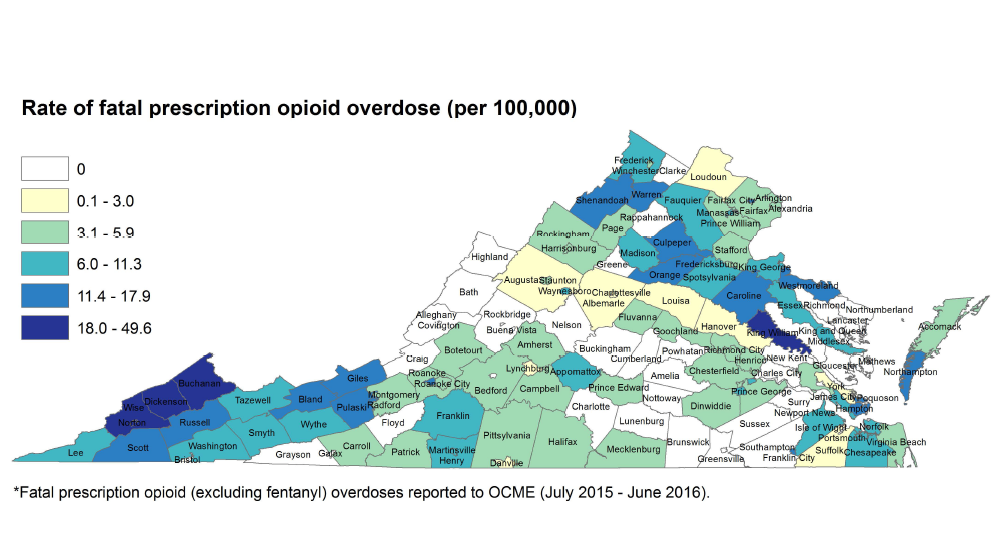 Rate of fatal prescription opioid overdose (per 100,000)
0
0.1 - 3.0
3.1 - 5.9
6.0 - 11.3
11.4 - 17.9
18.0 - 49.6
Frederick
Winchester
Clarke
Loudoun
Shenandoah
Warren
Fauquier
Fairfax City
Arlington
Manassas
Fairfax
Alexandria
Rappahannock
Prince William
Rockingham
Page
Culpeper
Harrisonburg
Madison
Stafford
Highland
Greene
Fredericksburg
King George
Orange
Spotsylvania
Augusta
Staunton
Westmoreland
Bath
Waynesboro
Charlottesville
Albemarle
Louisa
Caroline
Essex
Richmond
Northumberland
Alleghany
Covington
Rockbridge
Buena Vista
Nelson
Fluvanna
Goochland
Hanover
King William
King and Queen
Lancaster
Middlesex
Accomack
Botetourt
Amherst
Buckingham
Cumberland
Powhatan
Richmond City
Henrico
New Kent
Gloucester
Mathews
Northampton
Craig
Roanoke
Roanoke City
Lynchburg
Appomattox
Amelia
Chesterfield
Charles City
York
Buchanan
Giles
Bedford
Campbell
Prince Edward
Nottoway
Prince George
James City
Poquoson
Dickenson
Wise
Tazewell
Bland
Pulaski
Montgomery
Radford
Charlotte
Dinwiddie
Surry
Newport News
Hampton
Norton
Russell
Wythe
Floyd
Franklin
Lunenburg
Sussex
Isle of Wight
Norfolk
Lee
Scott
Washington
Smyth
Carroll
Patrick
Martinsville
Henry
Pittsylvania
Halifax
Mecklenburg
Brunswick
Southampton
Portsmouth
Virginia Beach
Bristol
Grayson
Galax
Danville
Greensville
Franklin City
Suffolk
Chesapeake
*Fatal prescription opioid (excluding fentanyl) overdoses reported to OCME (July 2015 - June 2016).